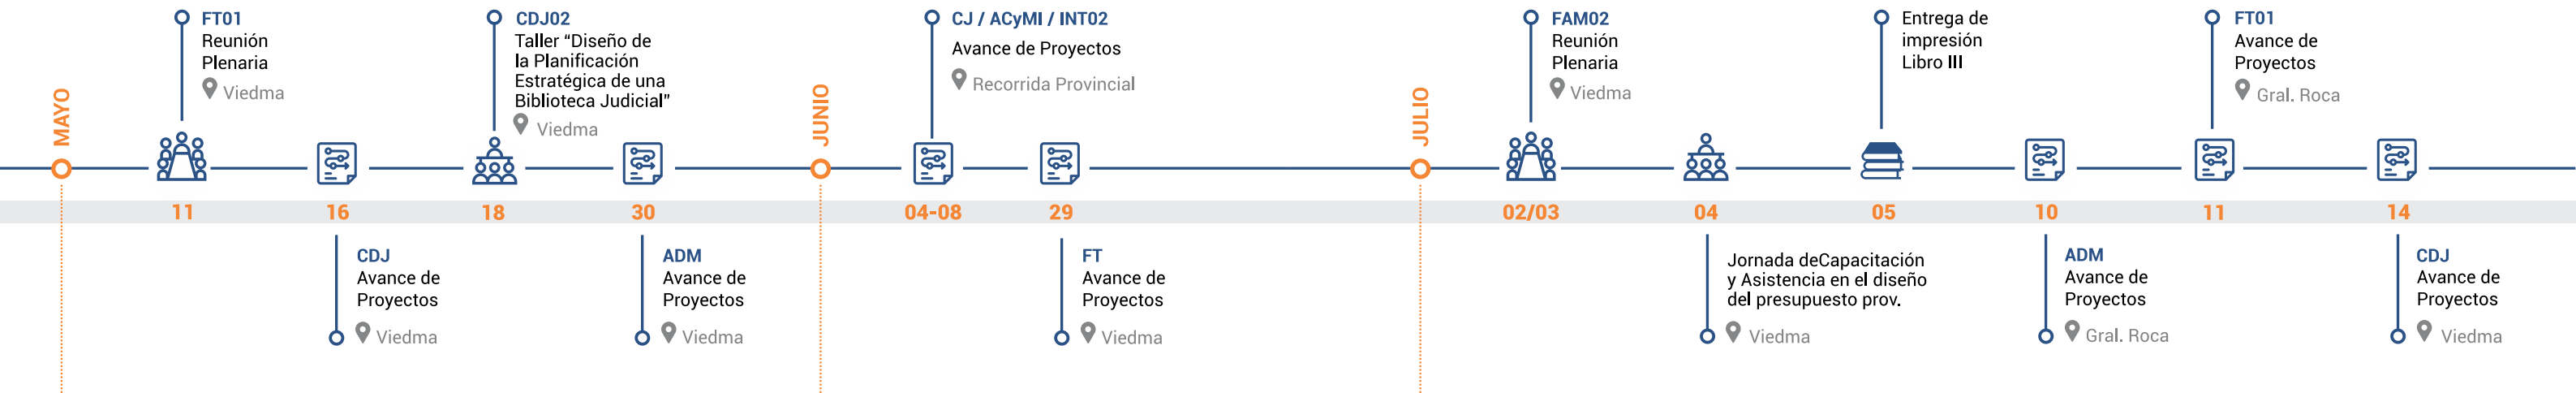 MAYO
FT01
Reunión
Plenaria
Viedma
11
16
CDJ
Avance de
Proyectos
Viedma
CDJ02
Taller “Diseño de
la Planificación
Estratégica de una
Biblioteca Judicial”
Viedma
18
30
ADM
Avance de
Proyectos
Viedma
JUNIO
CJ / ACyMI / INT02
Avance de Proyectos
Recorrida Provincial
04-08
29
FT
Avance de
Proyectos
Viedma
JULIO
FAM02
Reunión
Plenaria
Viedma
02/03
04
Jornada deCapacitación
y Asistencia en el diseño
del presupuesto prov.
Viedma
Entrega de
impresión
Libro III
05
10
ADM
Avance de
Proyectos
Gral. Roca
FT01
Avance de
Proyectos
Gral. Roca
11
14
CDJ
Avance de
Proyectos
Viedma